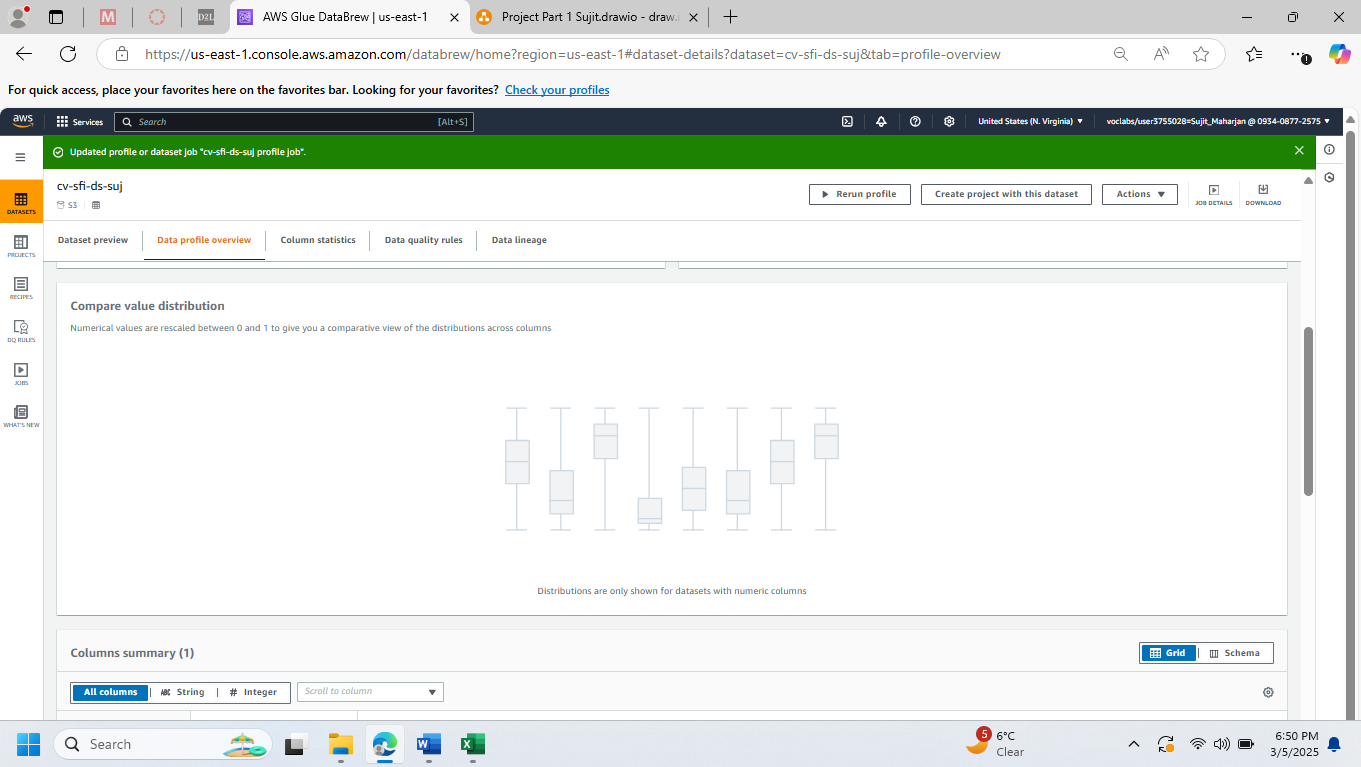 M
D2L
AWS Glue DataBrew | us-east-1
Project Part 1 Sujit.drawio - draw.
https://us-east-1.console.aws.amazon.com/databrew/home?region=us-east-1#dataset-details?dataset=cv-sfi-ds-suj&tab=profile-overview
For quick access, place your favorites here on the favorites bar. Looking for your favorites? Check your profiles
aws
Services
Search
[Alt+S]
United States (N. Virginia)
voclabs/user3755028=Sujit_Maharjan @ 0934-0877-2575
Updated profile or dataset job "cv-sfi-ds-suj profile job".
cv-sfi-ds-suj
S3
Rerun profile
Create project with this dataset
Actions
JOB DETAILS
DOWNLOAD
DATASETS
PROJECTS
RECIPES
DQ RULES
JOBS
WHAT'S NEW
Dataset preview
Data profile overview
Column statistics
Data quality rules
Data lineage
Compare value distribution
Numerical values are rescaled between 0 and 1 to give you a comparative view of the distributions across columns
Distributions are only shown for datasets with numeric columns
Columns summary (1)
Grid
Schema
All columns
ABC String
# Integer
Scroll to column
Search
5
6°C
Clear
6:50 PM
3/5/2025